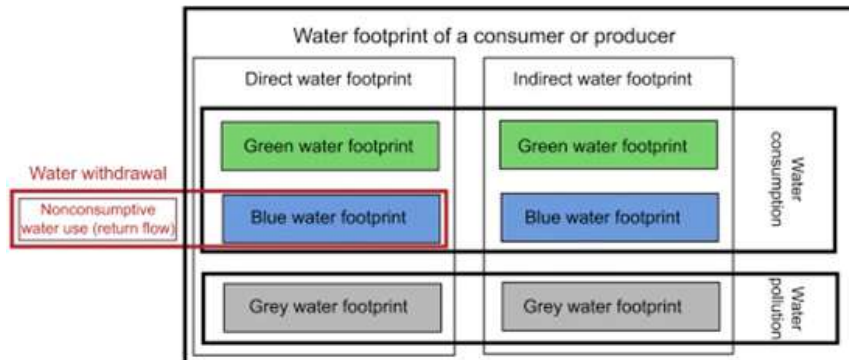 Water footprint of a consumer or producer
Direct water footprint
Indirect water footprint
Green water footprint
Green water footprint
Water
consumption
Water withdrawal
Nonconsumptive
water use (return flow)
Blue water footprint
Blue water footprint
Grey water footprint
Grey water footprint
Water
pollution